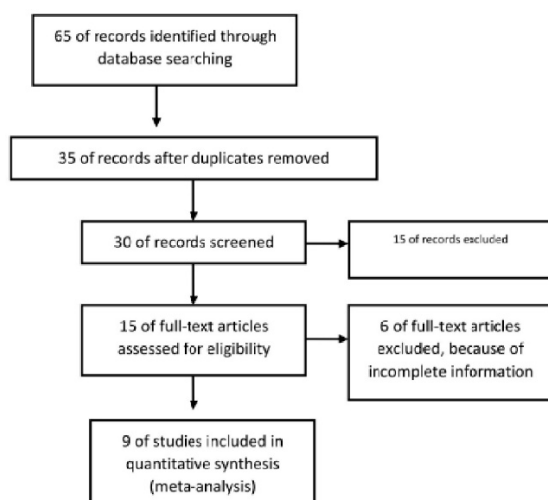 65 of records identified through
database searching
35 of records after duplicates removed
30 of records screened
15 of records excluded
15 of full-text articles
assessed for eligibility
6 of full-text articles
excluded, because of
incomplete information
9 of studies included in
quantitative synthesis
(meta-analysis)